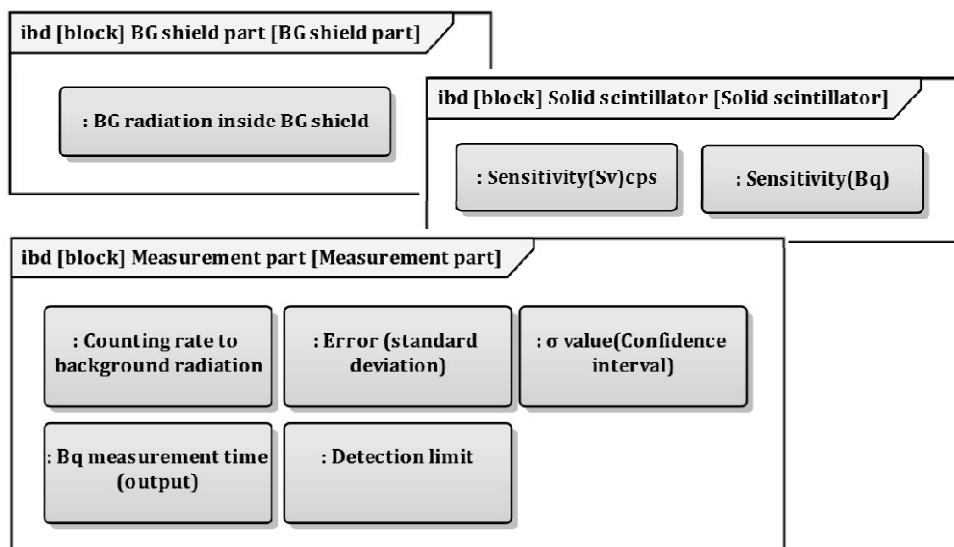 ibd [block] BG shield part [BG shield part]
: BG radiation inside BG shield
ibd [block] Solid scintillator [Solid scintillator]
: Sensitivity(Sv)cps
: Sensitivity(Bq)
ibd [block] Measurement part [Measurement part]
: Counting rate to
background radiation
: Error (standard
deviation)
: σ value(Confidence
interval)
: Bq measurement time
(output)
: Detection limit